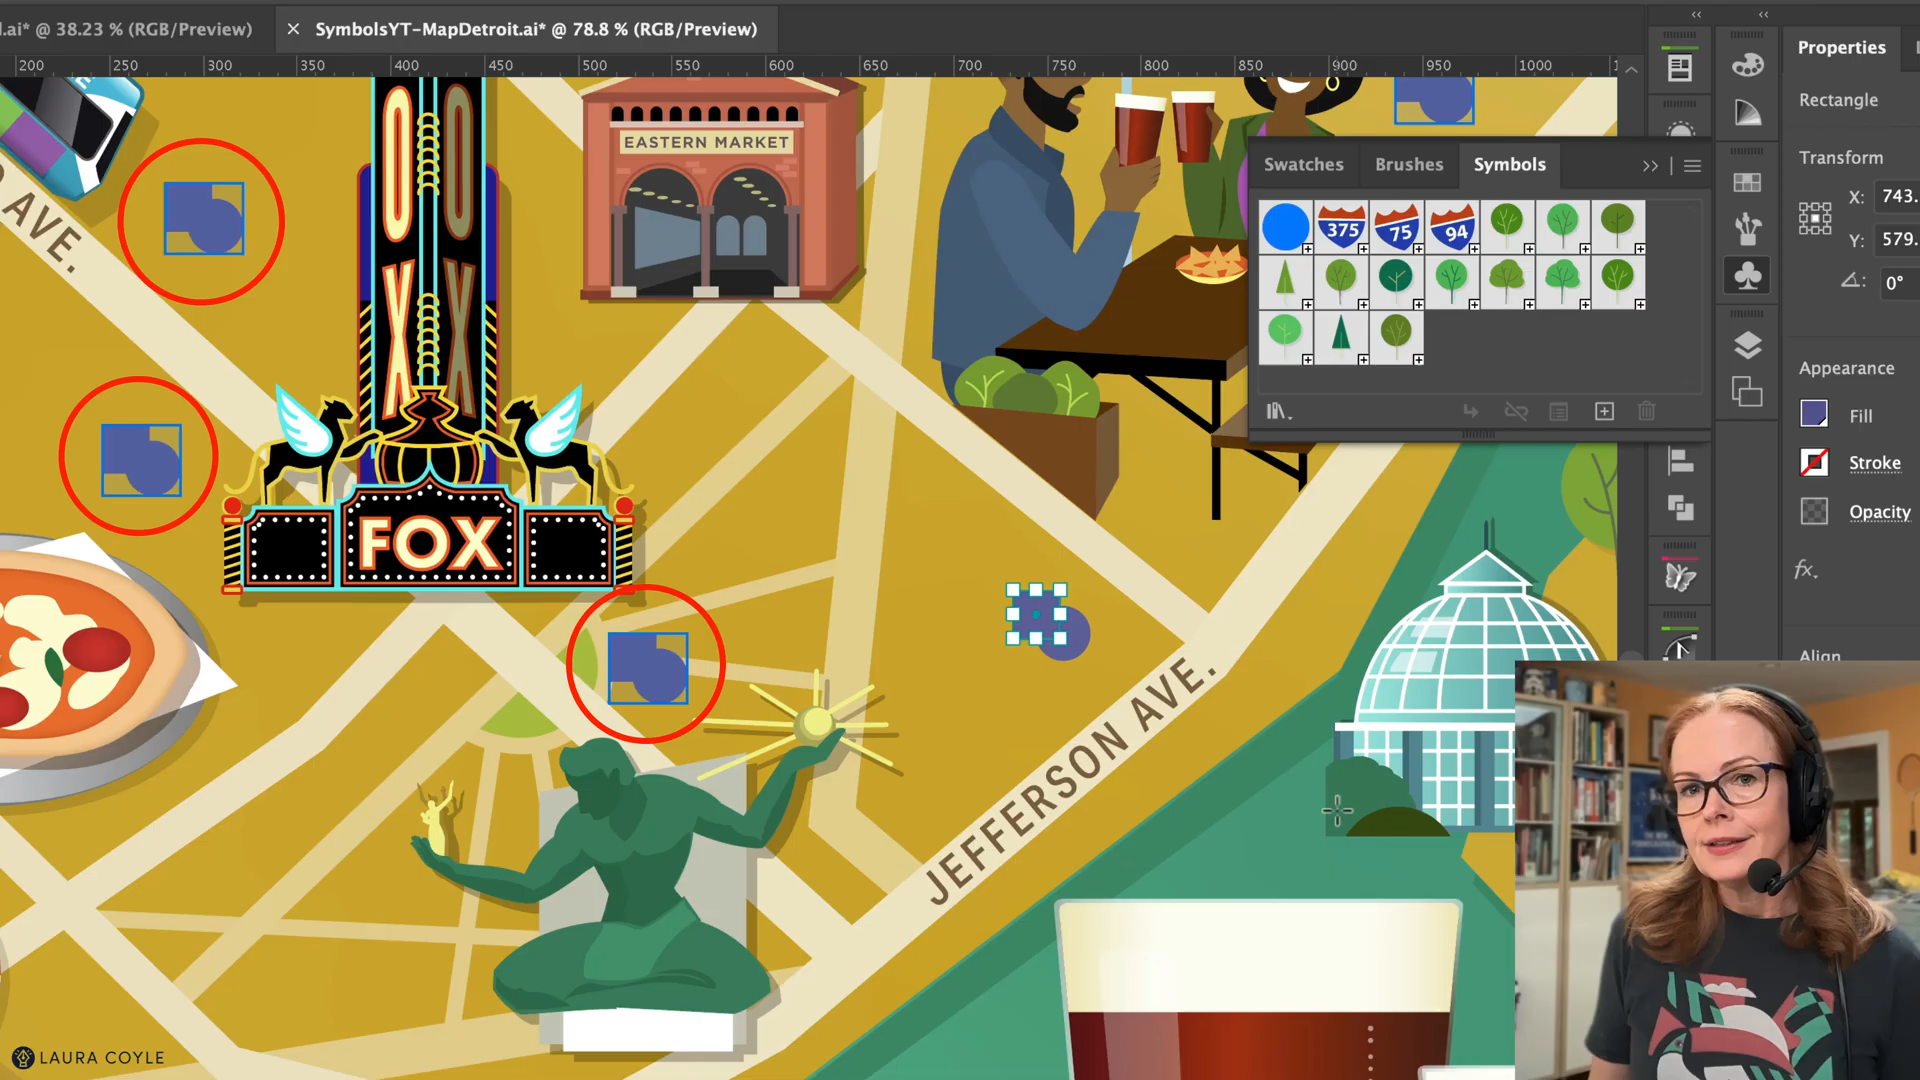 l.ai* @ 38.23 % (RGB/Preview)
SymbolsYT-MapDetroit.ai* @ 78.8 % (RGB/Preview)
200 250 300 350 400 450 500 550 600 650 700 750 800 850 900 950 1000
Properties
Rectangle
Transform
X: 743.
Y: 579.
0°
Appearance
Fill
Stroke
Opacity
fx.
Align
Swatches Brushes Symbols
375 75 94
EASTERN MARKET
AVE.
FOX
FOX
JEFFERSON AVE.
LAURA COYLE